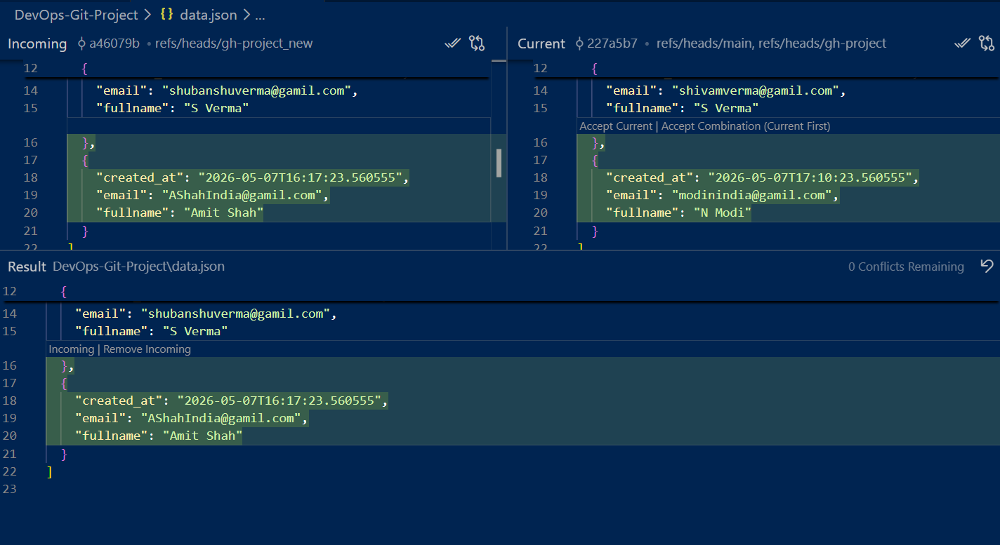 DevOps-Git-Project > {} data.json > ...
Incoming a46079b • refs/heads/gh-project_new
12 {
14 "email": "shubanshuverma@gamil.com",
15 "fullname": "S Verma"
16 },
17 {
18 "created_at": "2026-05-07T16:17:23.560555",
19 "email": "AShahIndia@gamil.com",
20 "fullname": "Amit Shah"
21 }
22 ]
Current 227a5b7 • refs/heads/main, refs/heads/gh-project
12 {
14 "email": "shivamverma@gamil.com",
15 "fullname": "S Verma"
Accept Current | Accept Combination (Current First)
16 },
17 {
18 "created_at": "2026-05-07T17:10:23.560555",
19 "email": "modinindia@gamil.com",
20 "fullname": "N Modi"
21 }
22 ]
Result DevOps-Git-Project\data.json 0 Conflicts Remaining
12 {
14 "email": "shubanshuverma@gamil.com",
15 "fullname": "S Verma"
Incoming | Remove Incoming
16 },
17 {
18 "created_at": "2026-05-07T16:17:23.560555",
19 "email": "AShahIndia@gamil.com",
20 "fullname": "Amit Shah"
21 }
22 ]
23